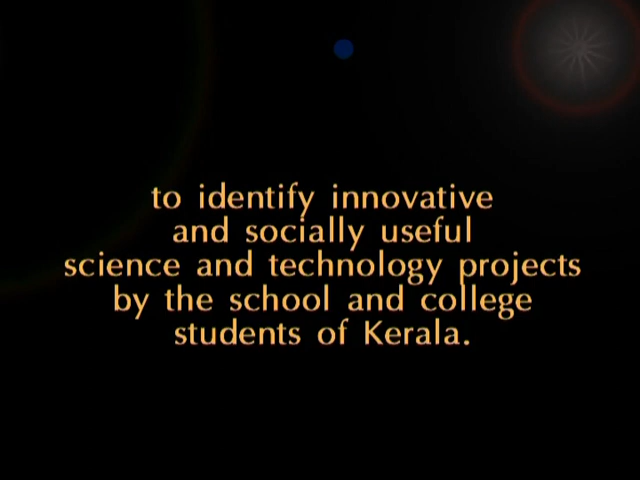 to identify innovative
and socially useful
science and technology projects
by the school and college
students of Kerala.